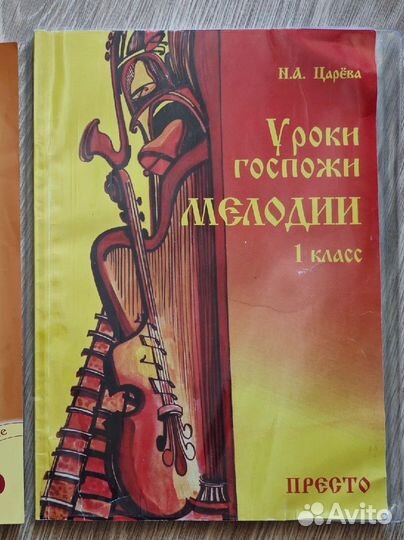 Н.А. Царёва
Уроки
госпожи
МЕЛОДИИ
1 класс
ПРЕСТО
Avito